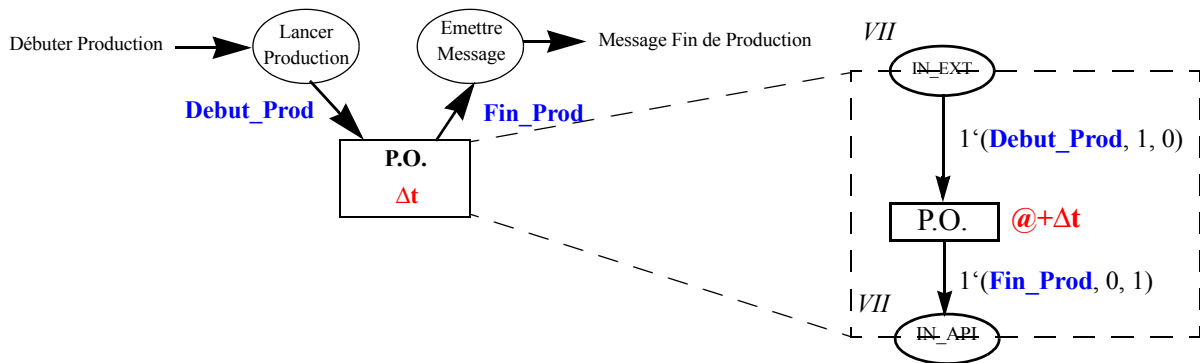 Débuter Production
Lancer
Production
Emettre
Message
Message Fin de Production
Debut_Prod
Fin_Prod
P.O.
Δt
VII
IN_EXT
1‘(Debut_Prod, 1, 0)
P.O.
@+Δt
1‘(Fin_Prod, 0, 1)
VII
IN_API